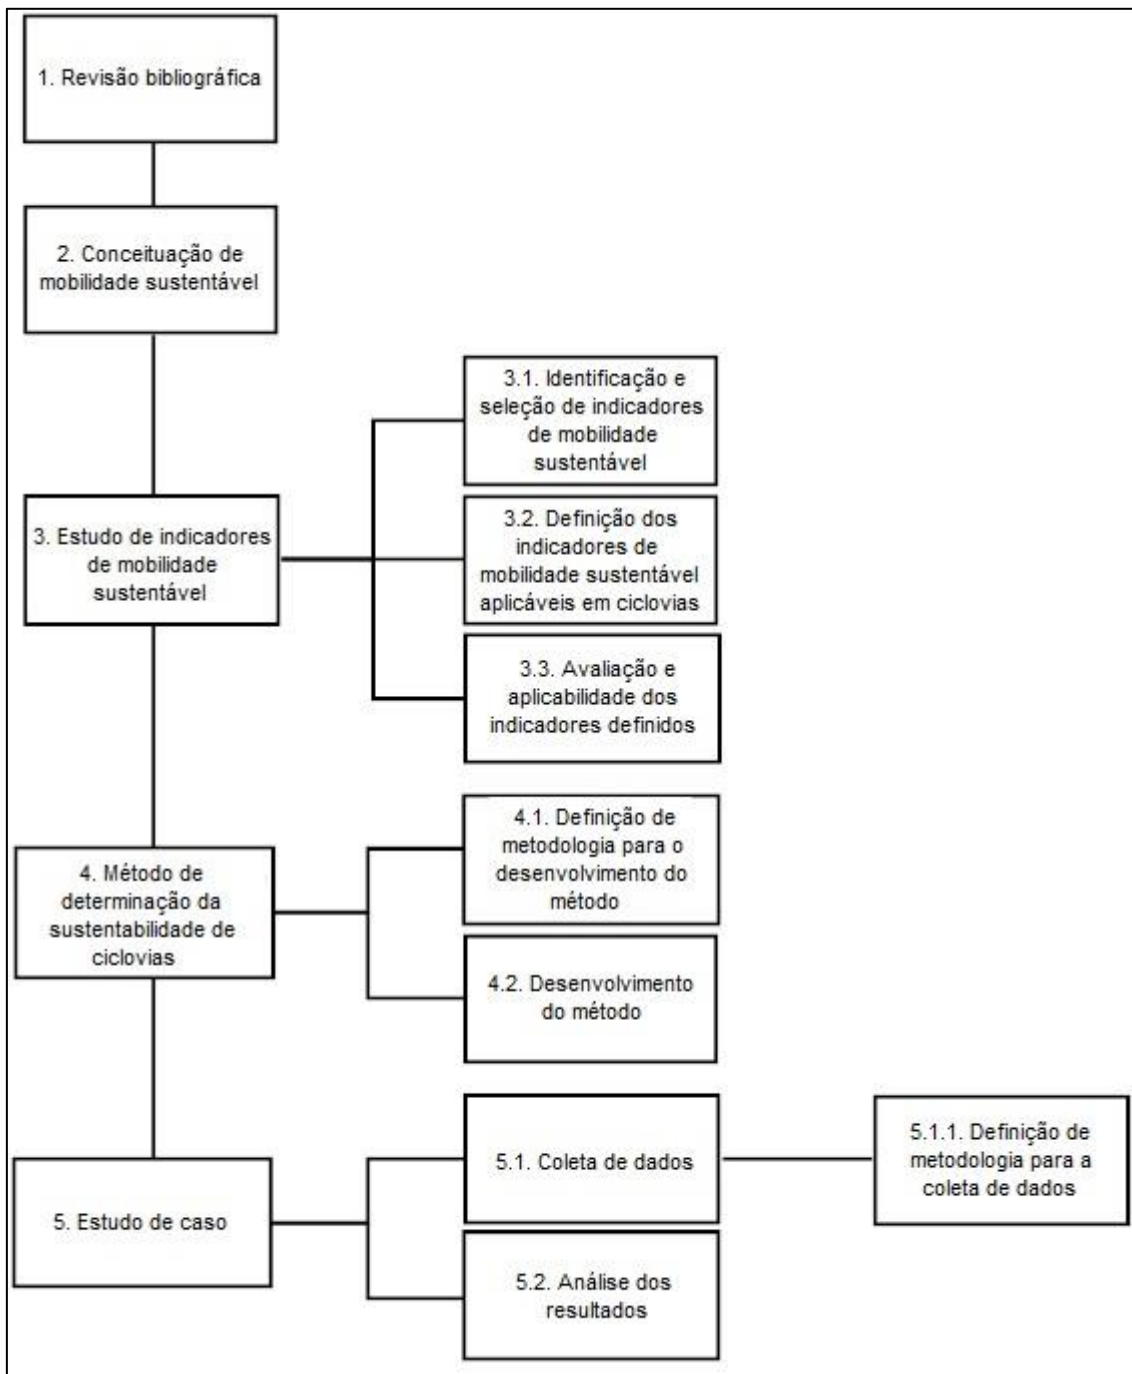 1. Revisão bibliográfica
2. Conceituação de
mobilidade sustentável
3. Estudo de indicadores
de mobilidade
sustentável
3.1. Identificação e
seleção de indicadores
de mobilidade
sustentável
3.2. Definição dos
indicadores de
mobilidade sustentável
aplicáveis em ciclovias
3.3. Avaliação e
aplicabilidade dos
indicadores definidos
4. Método de
determinação da
sustentabilidade de
ciclovias
4.1. Definição de
metodologia para o
desenvolvimento do
método
4.2. Desenvolvimento
do método
5. Estudo de caso
5.1. Coleta de dados
5.1.1. Definição de
metodologia para a
coleta de dados
5.2. Análise dos
resultados